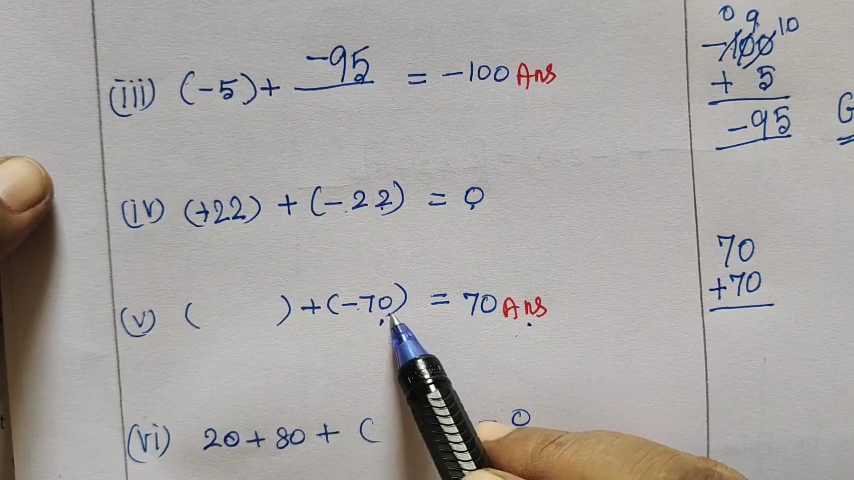 (iii) (-5)+ -95 = -100 Ans
(iv) (+22) + (-22) = 0
(v) ( ) +(-70) = 70 Ans
(vi) 20+80+( = 0
0 9 10
-100
+ 5
-95
G
70
+70